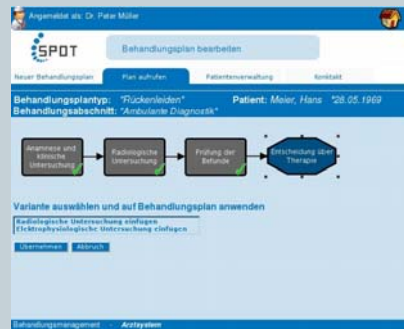 Angemeldet als: Dr. Peter Müller
SPOT
Behandlungsplan bearbeiten
Neuer Behandlungsplan
Plan aufrufen
Patientenverwaltung
Kontakt
Behandlungsplantyp: "Rückenleiden" Patient: Meier, Hans *28.05.1969
Behandlungsabschnitt: "Ambulante Diagnostik"
Anamnese und
klinische
Untersuchung
Radiologische
Untersuchung
Prüfung der
Befunde
Entscheidung über
Therapie
Variante auswählen und auf Behandlungsplan anwenden
Radiologische Untersuchung einfügen
Elektrophysiologische Untersuchung einfügen
Übernehmen
Abbruch
Behandlungsmanagement - Arztsystem